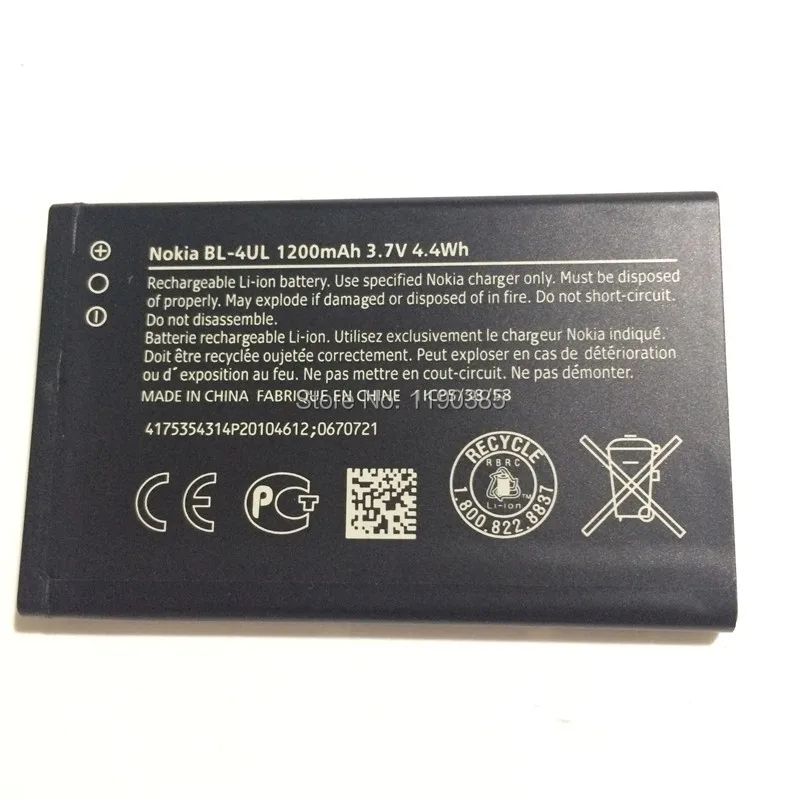 Nokia BL-4UL 1200mAh 3.7V 4.4Wh
Rechargeable Li-ion battery. Use specified Nokia charger only. Must be disposed
of properly. May explode if damaged or disposed of in fire. Do not short-circuit.
Do not disassemble.
Batterie rechargeable Li-ion. Utilisez exclusivement le chargeur Nokia indiqué.
Doit être recyclée oujetée correctement. Peut exploser en cas de détérioration
ou d´exposition au feu. Ne pas mettre en cout-circuit. Ne pas démonter.
MADE IN CHINA FABRIQUE EN CHINE
Store No.: 1190385
4175354314P20104612;0670721
CE
PCT
RECYCLE
RBRC
Li-ion
TM
1.800.822.8837